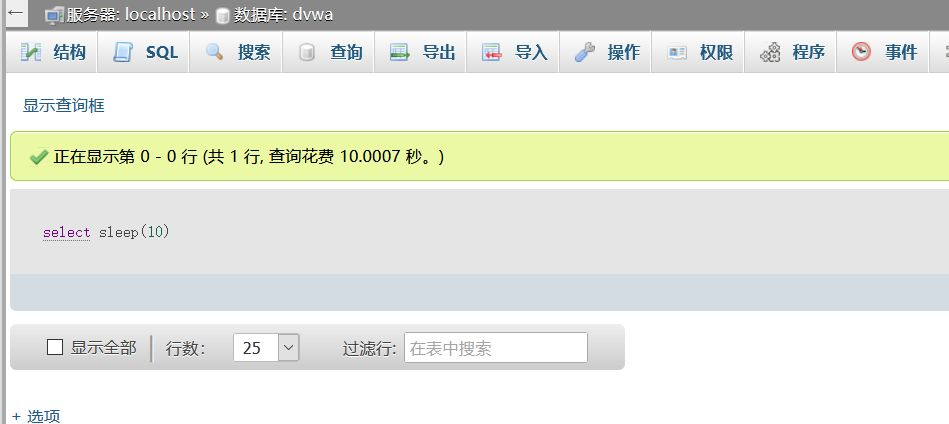 服务器: localhost » 数据库: dvwa
结构 SQL 搜索 查询 导出 导入 操作 权限 程序 事件
显示查询框
正在显示第 0 - 0 行 (共 1 行, 查询花费 10.0007 秒。)
select sleep(10)
显示全部 行数: 25 过滤行: 在表中搜索
+ 选项